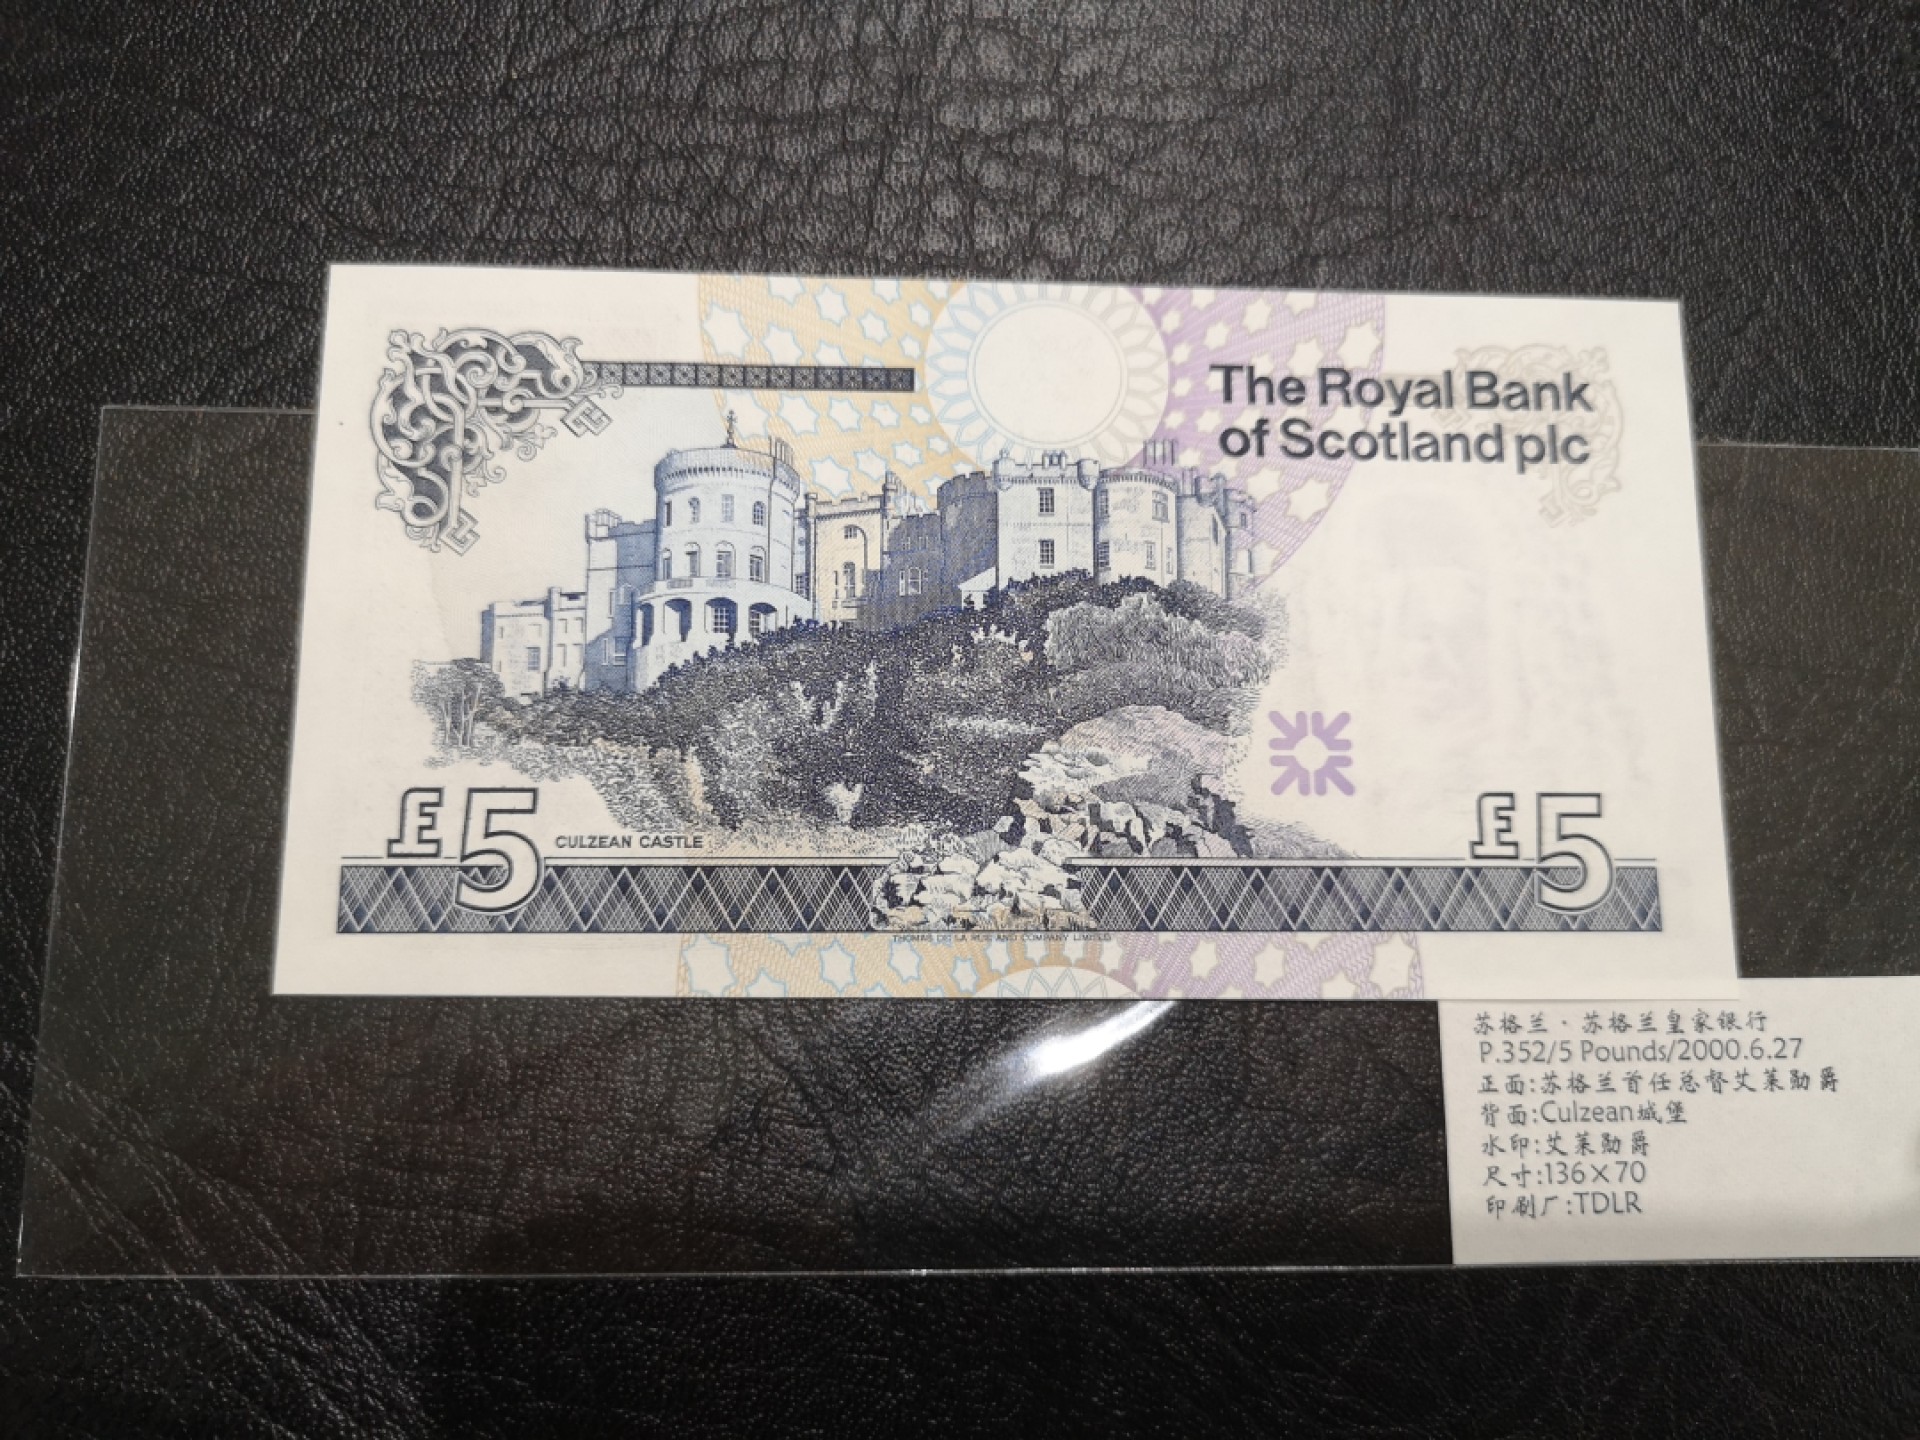 The Royal Bank
of Scotland plc
£5
CULZEAN CASTLE
£5
THOMAS DE LA RUE AND COMPANY LIMITED
苏格兰·苏格兰皇家银行
P.352/5 Pounds/2000.6.27
正面:苏格兰首任总督艾莱勋爵
背面:Culzean城堡
水印:艾莱勋爵
尺寸:136×70
印刷厂:TDLR